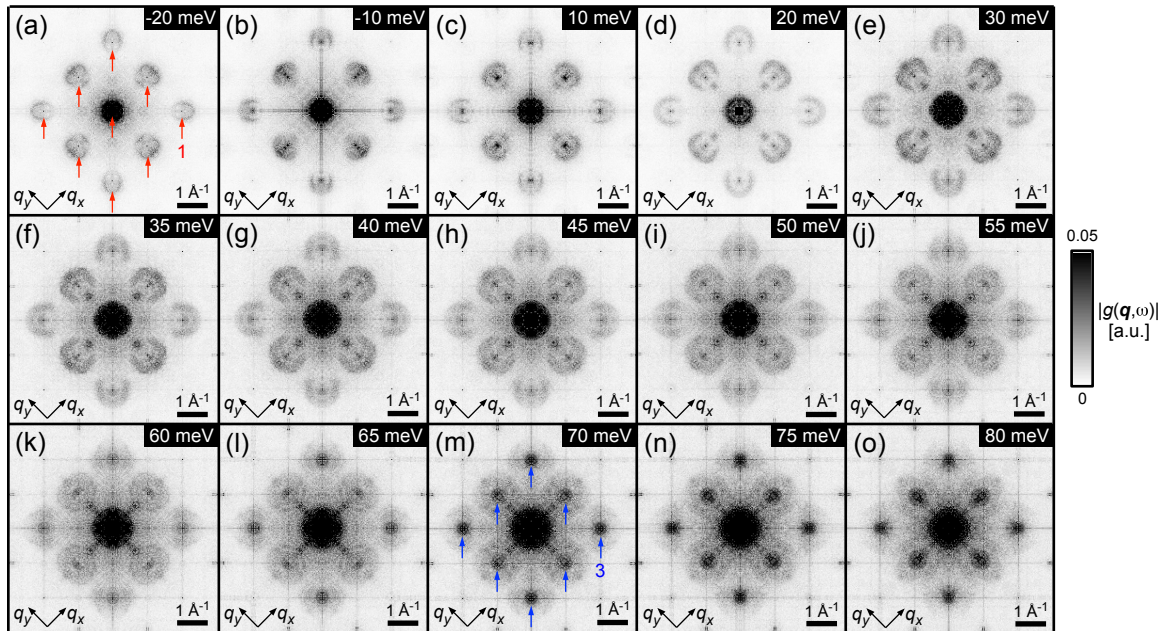 (a) -20 meV
1
q_y q_x 1 Å⁻¹
(b) -10 meV
q_y q_x 1 Å⁻¹
(c) 10 meV
q_y q_x 1 Å⁻¹
(d) 20 meV
q_y q_x 1 Å⁻¹
(e) 30 meV
q_y q_x 1 Å⁻¹
(f) 35 meV
q_y q_x 1 Å⁻¹
(g) 40 meV
q_y q_x 1 Å⁻¹
(h) 45 meV
q_y q_x 1 Å⁻¹
(i) 50 meV
q_y q_x 1 Å⁻¹
(j) 55 meV
q_y q_x 1 Å⁻¹
0.05
|g(q,ω)|
[a.u.]
0
(k) 60 meV
q_y q_x 1 Å⁻¹
(l) 65 meV
q_y q_x 1 Å⁻¹
(m) 70 meV
3
q_y q_x 1 Å⁻¹
(n) 75 meV
q_y q_x 1 Å⁻¹
(o) 80 meV
q_y q_x 1 Å⁻¹